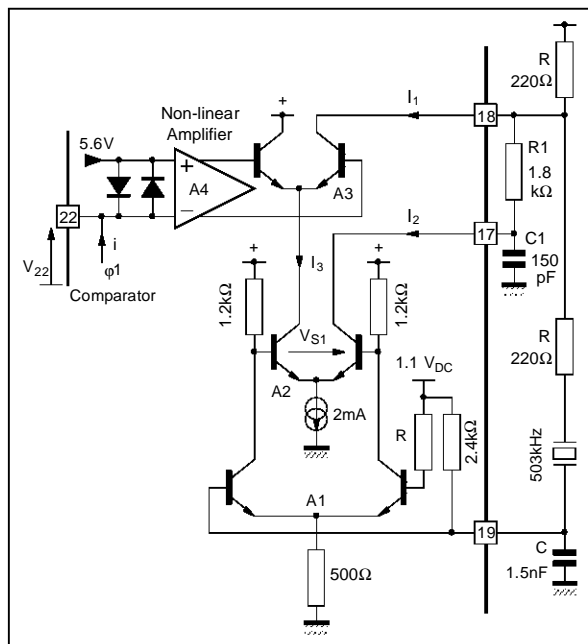 R
220Ω
I1
18
Non-linear
Amplifier
+
5.6V
+
A4
−
A3
R1
1.8
kΩ
22
I2
17
V22
i
φ1
Comparator
I3
C1
150
pF
+
+
1.2kΩ
VS1
1.2kΩ
R
220Ω
A2
1.1 VDC
2mA
R
2.4kΩ
503kHz
A1
19
C
1.5nF
500Ω